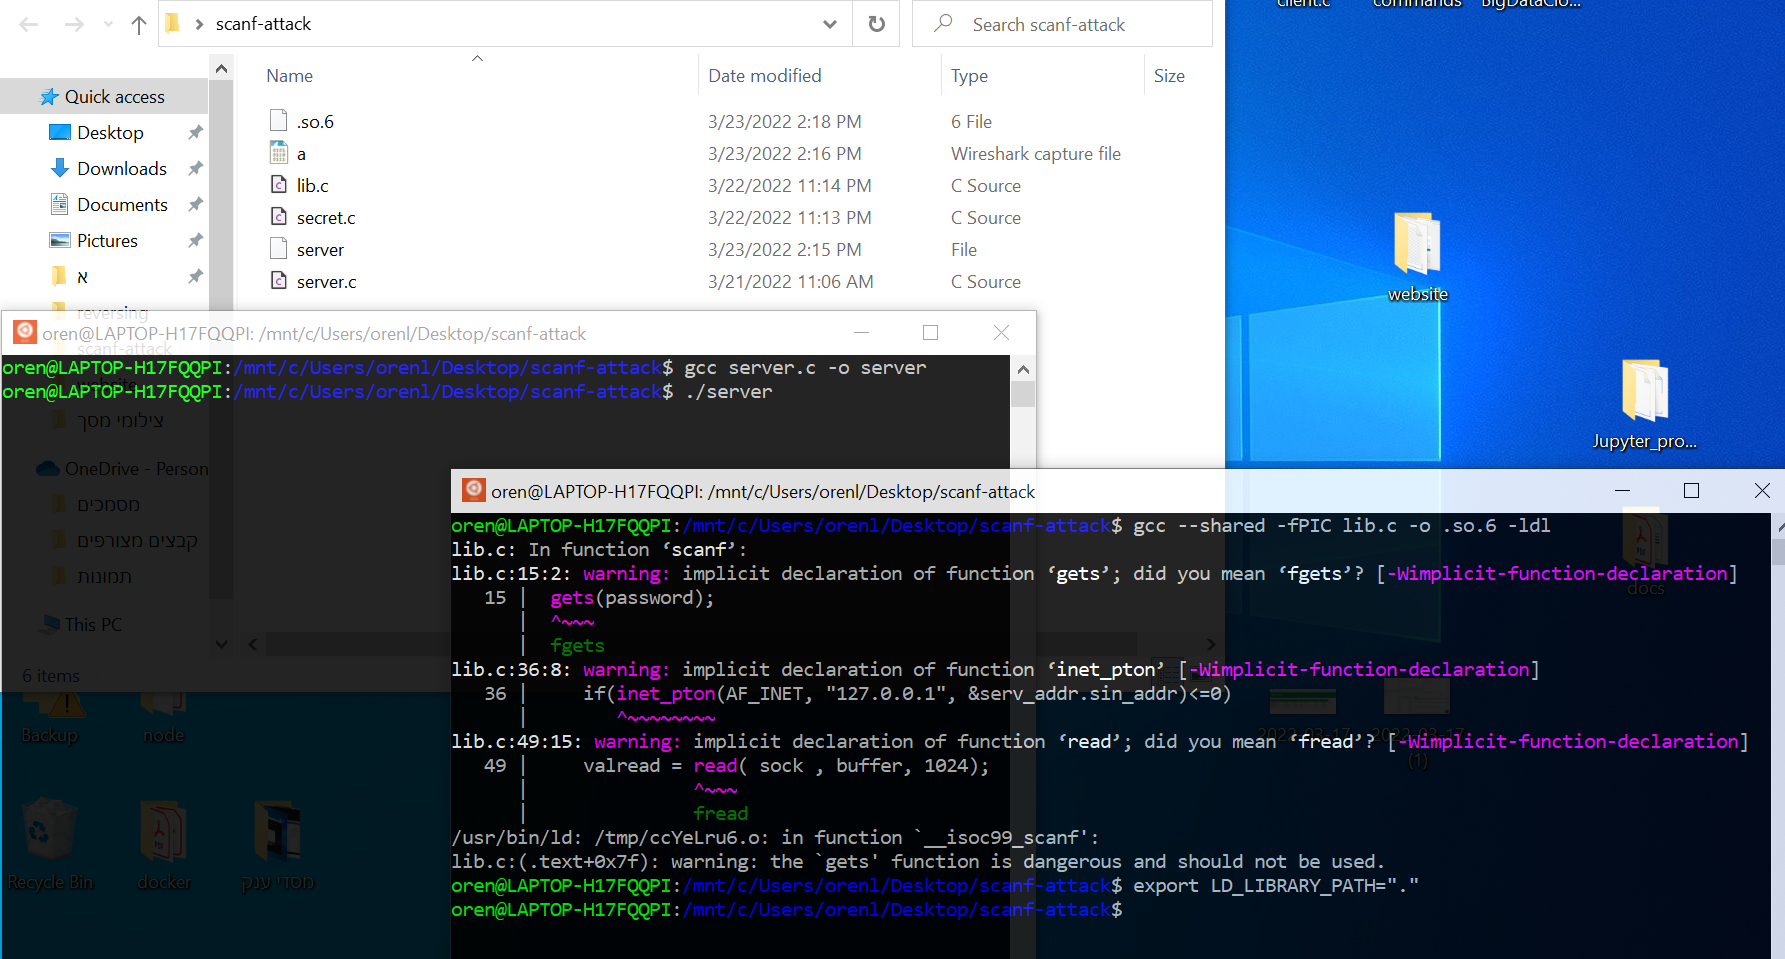 scanf-attack
Search scanf-attack
client.c
commands
BigDataClo...
Name
Date modified
Type
Size
Quick access
Desktop
Downloads
Documents
Pictures
א
reversing
scanf-attack
website
צילומי מסך
OneDrive - Person
מסמכים
קבצים מצורפים
תמונות
This PC
6 items
.so.6 3/23/2022 2:18 PM 6 File
a 3/23/2022 2:16 PM Wireshark capture file
lib.c 3/22/2022 11:14 PM C Source
secret.c 3/22/2022 11:13 PM C Source
server 3/23/2022 2:15 PM File
server.c 3/21/2022 11:06 AM C Source
website
Jupyter_pro...
docs
oren@LAPTOP-H17FQQPI: /mnt/c/Users/orenl/Desktop/scanf-attack
oren@LAPTOP-H17FQQPI:/mnt/c/Users/orenl/Desktop/scanf-attack$ gcc server.c -o server
oren@LAPTOP-H17FQQPI:/mnt/c/Users/orenl/Desktop/scanf-attack$ ./server
oren@LAPTOP-H17FQQPI: /mnt/c/Users/orenl/Desktop/scanf-attack
oren@LAPTOP-H17FQQPI:/mnt/c/Users/orenl/Desktop/scanf-attack$ gcc --shared -fPIC lib.c -o .so.6 -ldl
lib.c: In function ‘scanf’:
lib.c:15:2: warning: implicit declaration of function ‘gets’; did you mean ‘fgets’? [-Wimplicit-function-declaration]
15 | gets(password);
| ^~~~
| fgets
lib.c:36:8: warning: implicit declaration of function ‘inet_pton’ [-Wimplicit-function-declaration]
36 | if(inet_pton(AF_INET, "127.0.0.1", &serv_addr.sin_addr)<=0)
| ^~~~~~~~~
lib.c:49:15: warning: implicit declaration of function ‘read’; did you mean ‘fread’? [-Wimplicit-function-declaration]
49 | valread = read( sock , buffer, 1024);
| ^~~~
| fread
/usr/bin/ld: /tmp/ccYeLru6.o: in function `__isoc99_scanf':
lib.c:(.text+0x7f): warning: the `gets' function is dangerous and should not be used.
oren@LAPTOP-H17FQQPI:/mnt/c/Users/orenl/Desktop/scanf-attack$ export LD_LIBRARY_PATH="."
oren@LAPTOP-H17FQQPI:/mnt/c/Users/orenl/Desktop/scanf-attack$
Backup
node
2022-03-17
2022-03-17
(1)
Recycle Bin
docker
מסדי ענק